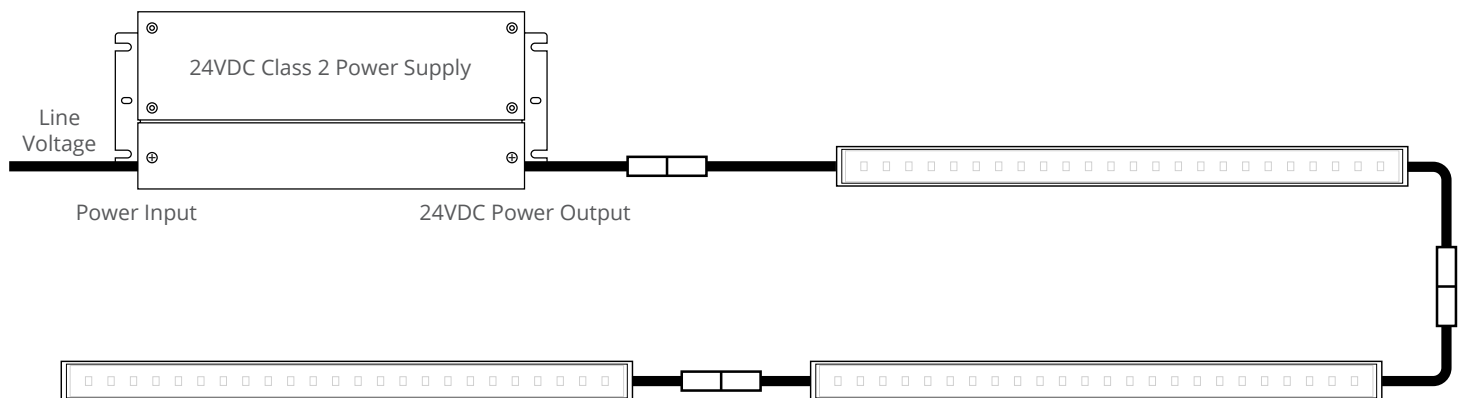 24VDC Class 2 Power Supply
Line
Voltage
Power Input
24VDC Power Output